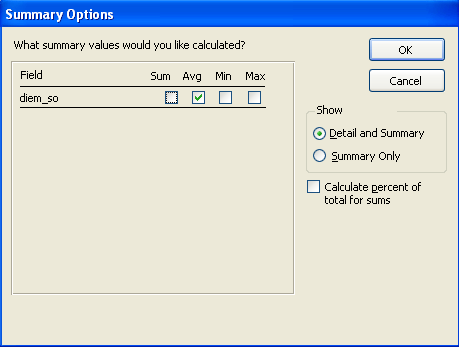 Summary Options
What summary values would you like calculated?
Field Sum Avg Min Max
diem_so
OK
Cancel
Show
Detail and Summary
Summary Only
Calculate percent of
total for sums